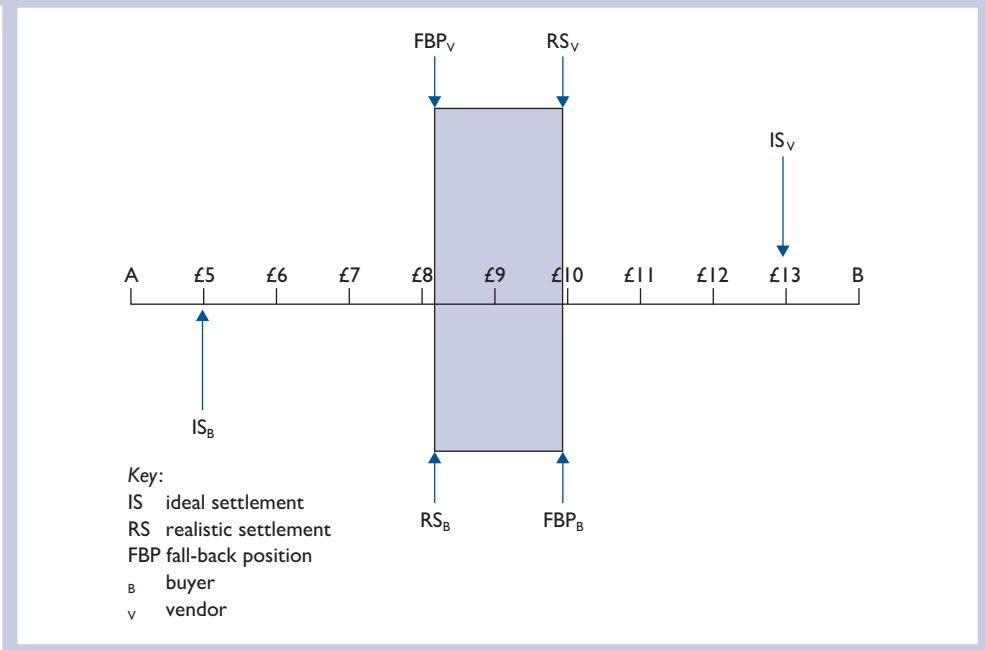 FBPV RSV
ISV
A £5 £6 £7 £8 £9 £10 £11 £12 £13 B
ISB
Key:
IS ideal settlement
RS realistic settlement
FBP fall-back position
B buyer
V vendor
RSB FBPB